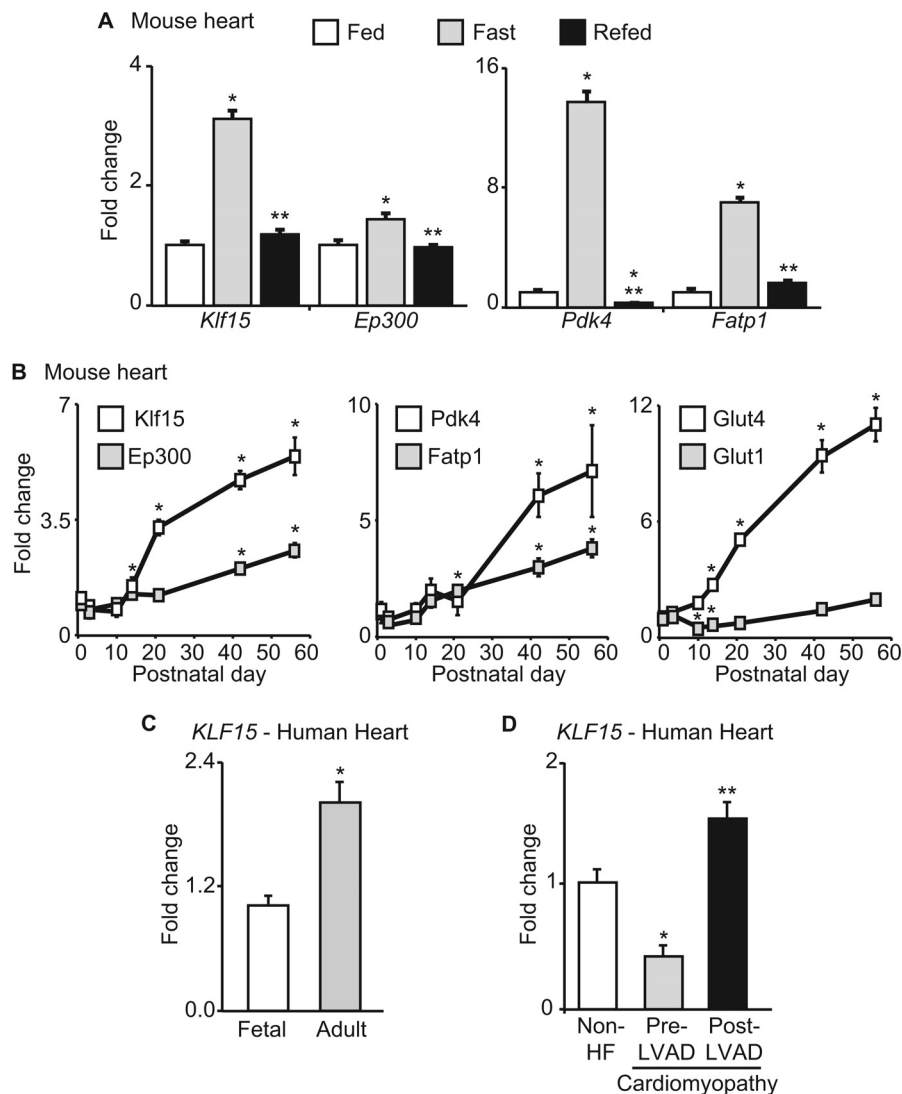 A Mouse heart
Fed Fast Refed
Fold change
4
2
0
*
**
*
**
Klf15 Ep300
16
8
0
*
*
**
*
**
Pdk4 Fatp1
B Mouse heart
Fold change
7
3.5
0
Klf15
Ep300
*
*
*
*
*
*
0 10 20 30 40 50 60
Postnatal day
10
5
0
Pdk4
Fatp1
*
*
*
*
*
0 10 20 30 40 50 60
Postnatal day
12
6
0
Glut4
Glut1
*
*
*
*
*
*
0 10 20 30 40 50 60
Postnatal day
C
KLF15 - Human Heart
Fold change
2.4
1.2
0.0
*
Fetal Adult
D
KLF15 - Human Heart
Fold change
2
1
0
*
**
Non- Pre- Post-
HF LVAD LVAD
Cardiomyopathy